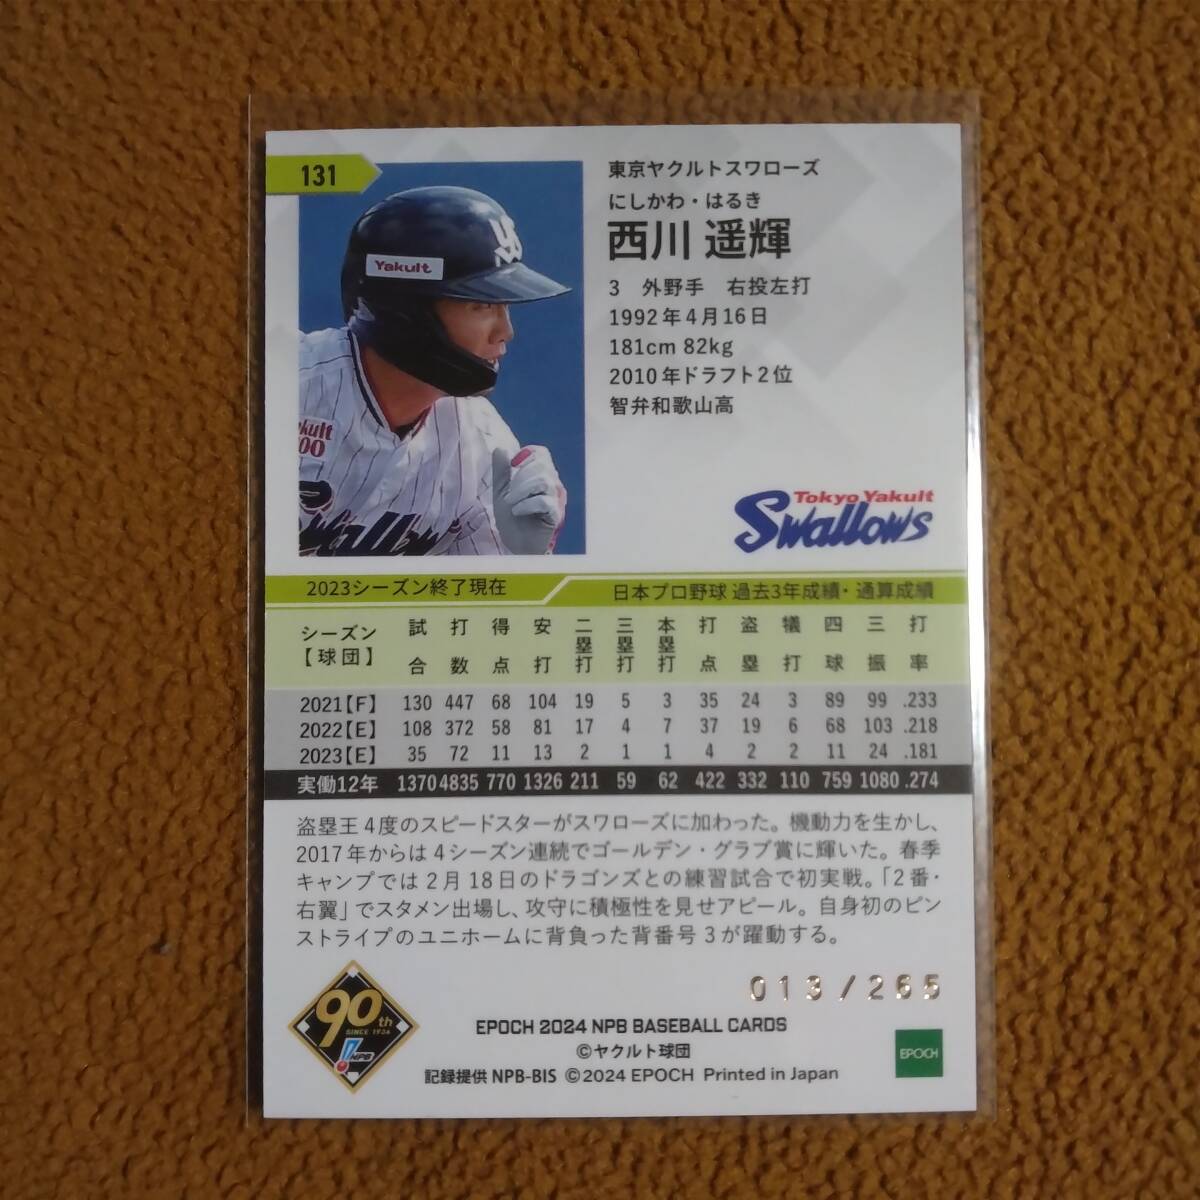 131
東京ヤクルトスワローズ
にしかわ・はるき
西川 遥輝
3 外野手 右投左打
1992年4月16日
181cm 82kg
2010年ドラフト2位
智弁和歌山高
Yakult
kult
00
Swallows
Tokyo Yakult
Swallows
2023シーズン終了現在
日本プロ野球 過去3年成績・通算成績
シーズン【球団】 試合 打数 得点 安打 二塁打 三塁打 本塁打 打点 盗塁 犠打 四球 三振 打率
2021【F】 130 447 68 104 19 5 3 35 24 3 89 99 .233
2022【E】 108 372 58 81 17 4 7 37 19 6 68 103 .218
2023【E】 35 72 11 13 2 1 1 4 2 2 11 24 .181
実働12年 1370 4835 770 1326 211 59 62 422 332 110 759 1080 .274
盗塁王4度のスピードスターがスワローズに加わった。機動力を生かし、
2017年からは4シーズン連続でゴールデン・グラブ賞に輝いた。春季
キャンプでは2月18日のドラゴンズとの練習試合で初実戦。「2番・
右翼」でスタメン出場し、攻守に積極性を見せアピール。自身初のピン
ストライプのユニホームに背負った背番号3が躍動する。
013/265
90th
SINCE 1934
NPB
EPOCH 2024 NPB BASEBALL CARDS
©ヤクルト球団
記録提供 NPB-BIS ©2024 EPOCH Printed in Japan
EPOCH